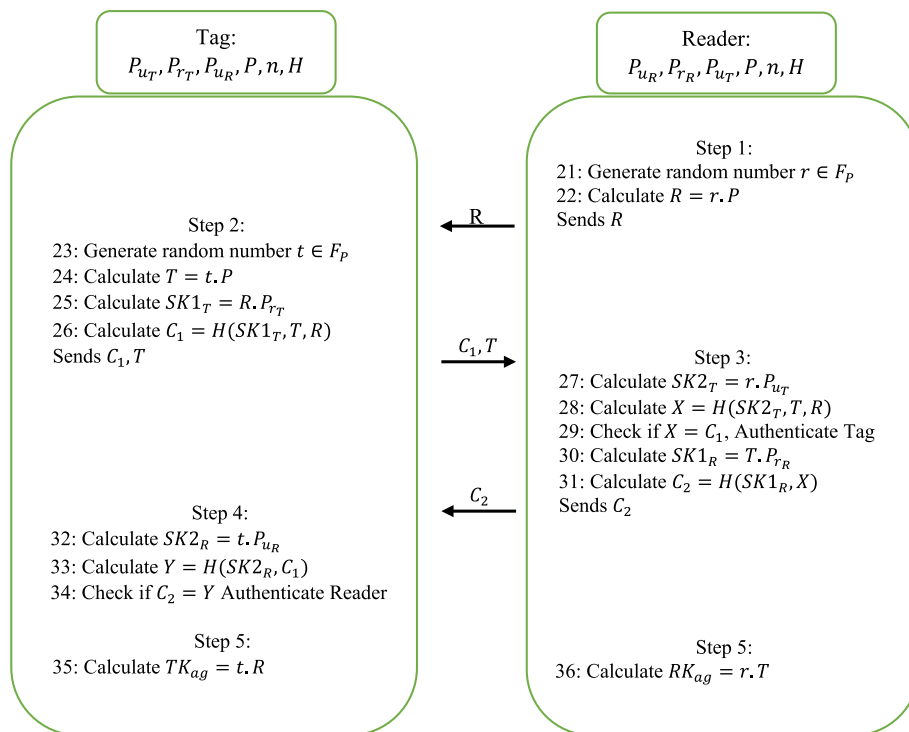 Tag:
P_{u_T}, P_{r_T}, P_{u_R}, P, n, H
Reader:
P_{u_R}, P_{r_R}, P_{u_T}, P, n, H
Step 1:
21: Generate random number r ∈ F_P
22: Calculate R = r.P
Sends R
R
Step 2:
23: Generate random number t ∈ F_P
24: Calculate T = t.P
25: Calculate SK1_T = R.P_{r_T}
26: Calculate C_1 = H(SK1_T, T, R)
Sends C_1, T
C_1, T
Step 3:
27: Calculate SK2_T = r.P_{u_T}
28: Calculate X = H(SK2_T, T, R)
29: Check if X = C_1, Authenticate Tag
30: Calculate SK1_R = T.P_{r_R}
31: Calculate C_2 = H(SK1_R, X)
Sends C_2
C_2
Step 4:
32: Calculate SK2_R = t.P_{u_R}
33: Calculate Y = H(SK2_R, C_1)
34: Check if C_2 = Y Authenticate Reader
Step 5:
35: Calculate TK_{ag} = t.R
Step 5:
36: Calculate RK_{ag} = r.T